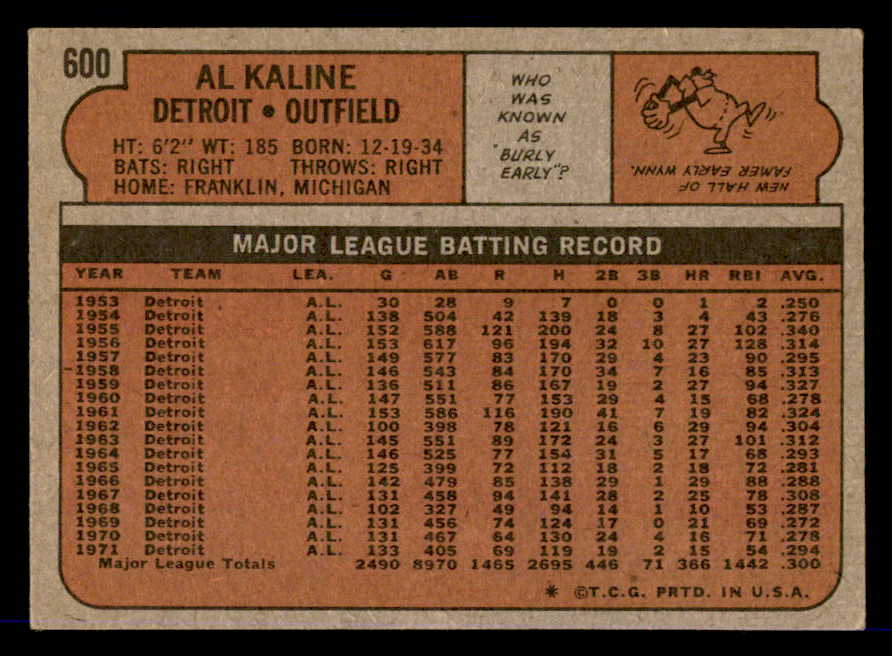 600
AL KALINE
DETROIT • OUTFIELD
HT: 6'2" WT: 185 BORN: 12-19-34
BATS: RIGHT THROWS: RIGHT
HOME: FRANKLIN, MICHIGAN
WHO
WAS
KNOWN
AS
"BURLY
EARLY"?
NEW HALL OF
FAMER EARLY WYNN.
MAJOR LEAGUE BATTING RECORD
YEAR TEAM LEA. G AB R H 2B 3B HR RBI AVG.
1953 Detroit A.L. 30 28 9 7 0 0 1 2 .250
1954 Detroit A.L. 138 504 42 139 18 3 4 43 .276
1955 Detroit A.L. 152 588 121 200 24 8 27 102 .340
1956 Detroit A.L. 153 617 96 194 32 10 27 128 .314
1957 Detroit A.L. 149 577 83 170 29 4 23 90 .295
1958 Detroit A.L. 146 543 84 170 34 7 16 85 .313
1959 Detroit A.L. 136 511 86 167 19 2 27 94 .327
1960 Detroit A.L. 147 551 77 153 29 4 15 68 .278
1961 Detroit A.L. 153 586 116 190 41 7 19 82 .324
1962 Detroit A.L. 100 398 78 121 16 6 29 94 .304
1963 Detroit A.L. 145 551 89 172 24 3 27 101 .312
1964 Detroit A.L. 146 525 77 154 31 5 17 68 .293
1965 Detroit A.L. 125 399 72 112 18 2 18 72 .281
1966 Detroit A.L. 142 479 85 138 29 1 29 88 .288
1967 Detroit A.L. 131 458 94 141 28 2 25 78 .308
1968 Detroit A.L. 102 327 49 94 14 1 10 53 .287
1969 Detroit A.L. 131 456 74 124 17 0 21 69 .272
1970 Detroit A.L. 131 467 64 130 24 4 16 71 .278
1971 Detroit A.L. 133 405 69 119 19 2 15 54 .294
Major League Totals 2490 8970 1465 2695 446 71 366 1442 .300
* ©T.C.G. PRTD. IN U.S.A.